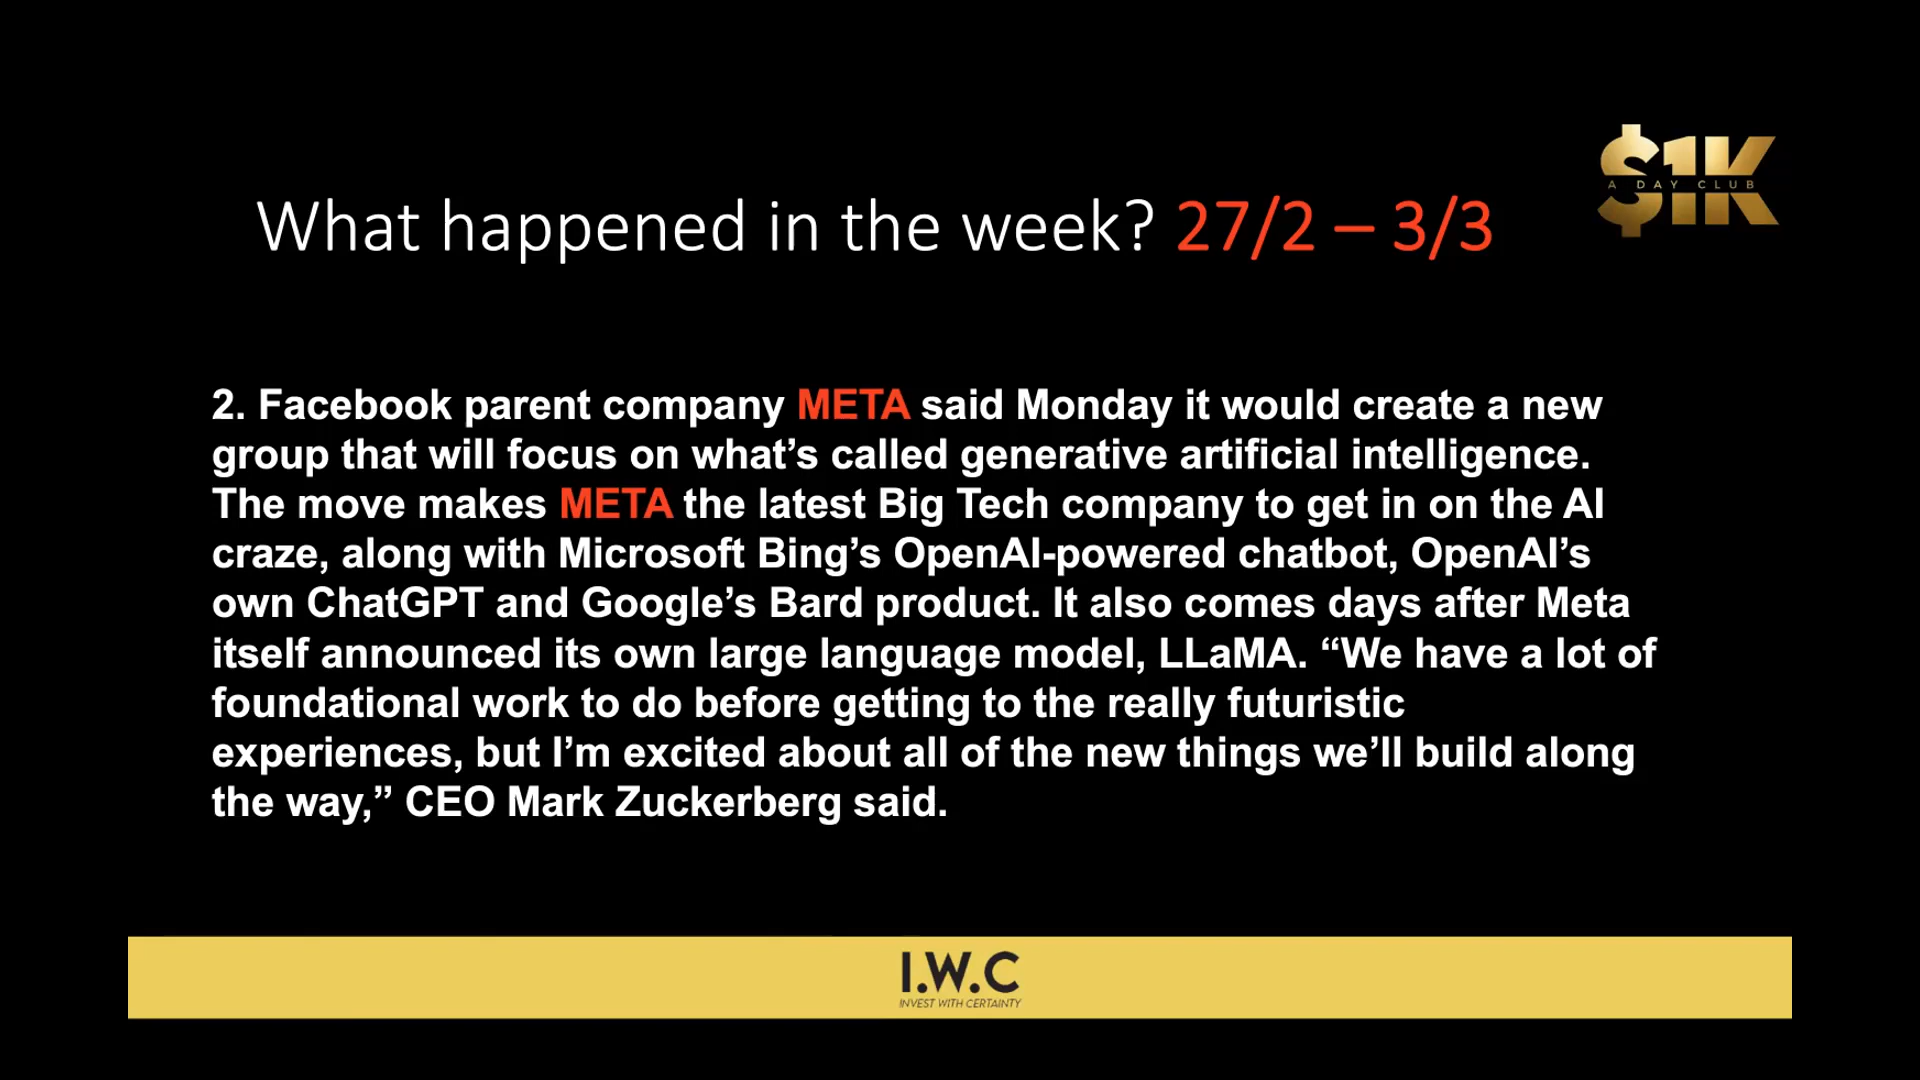 $1K
A DAY CLUB
What happened in the week? 27/2 – 3/3
2. Facebook parent company META said Monday it would create a new
group that will focus on what’s called generative artificial intelligence.
The move makes META the latest Big Tech company to get in on the AI
craze, along with Microsoft Bing’s OpenAI-powered chatbot, OpenAI’s
own ChatGPT and Google’s Bard product. It also comes days after Meta
itself announced its own large language model, LLaMA. “We have a lot of
foundational work to do before getting to the really futuristic
experiences, but I’m excited about all of the new things we’ll build along
the way,” CEO Mark Zuckerberg said.
I.W.C
INVEST WITH CERTAINTY